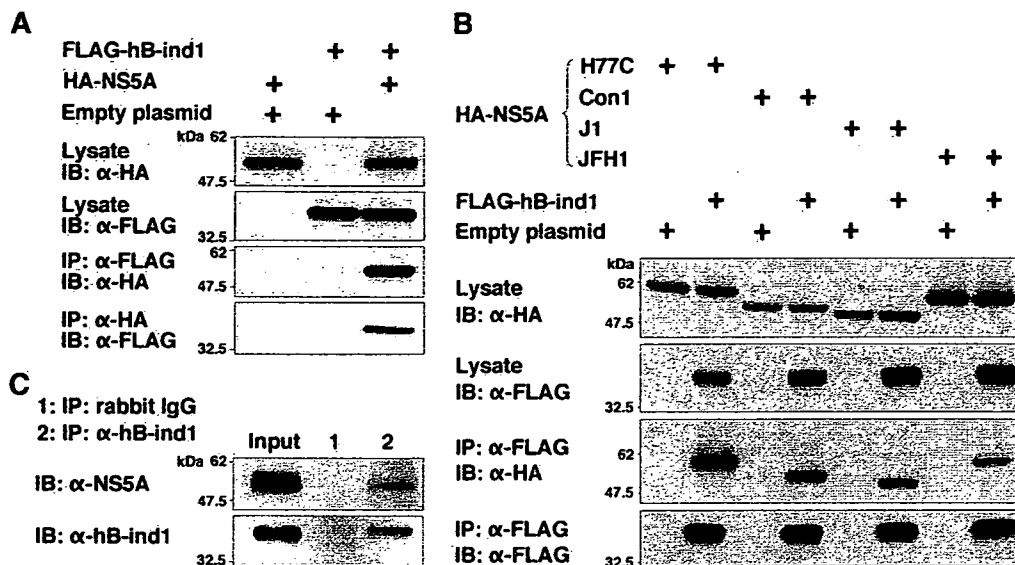 A
FLAG-hB-ind1 + +
HA-NS5A + +
Empty plasmid + +
kDa 62
Lysate
IB: α-HA
47.5
Lysate
IB: α-FLAG
32.5
62
IP: α-FLAG
IB: α-HA
47.5
IP: α-HA
IB: α-FLAG
32.5
B
HA-NS5A
H77C + +
Con1 + +
J1 + +
JFH1 + +
FLAG-hB-ind1 + + + +
Empty plasmid + + + +
kDa
62
Lysate
IB: α-HA
47.5
Lysate
IB: α-FLAG
32.5
IP: α-FLAG
IB: α-HA
62
47.5
IP: α-FLAG
IB: α-FLAG
32.5
C
1: IP: rabbit IgG
2: IP: α-hB-ind1
Input 1 2
kDa 62
IB: α-NS5A
47.5
IB: α-hB-ind1
32.5